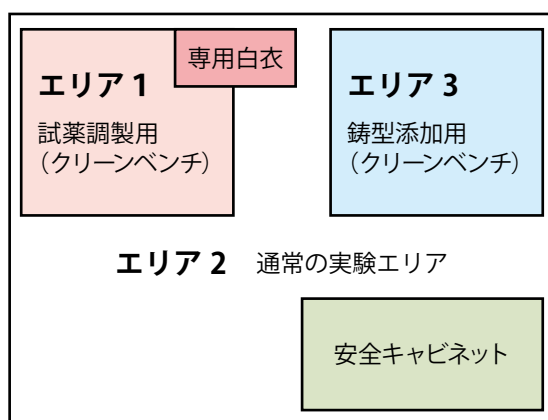 専用白衣
エリア 1
試薬調製用
（クリーンベンチ）
エリア 3
鋳型添加用
（クリーンベンチ）
エリア 2 通常の実験エリア
安全キャビネット